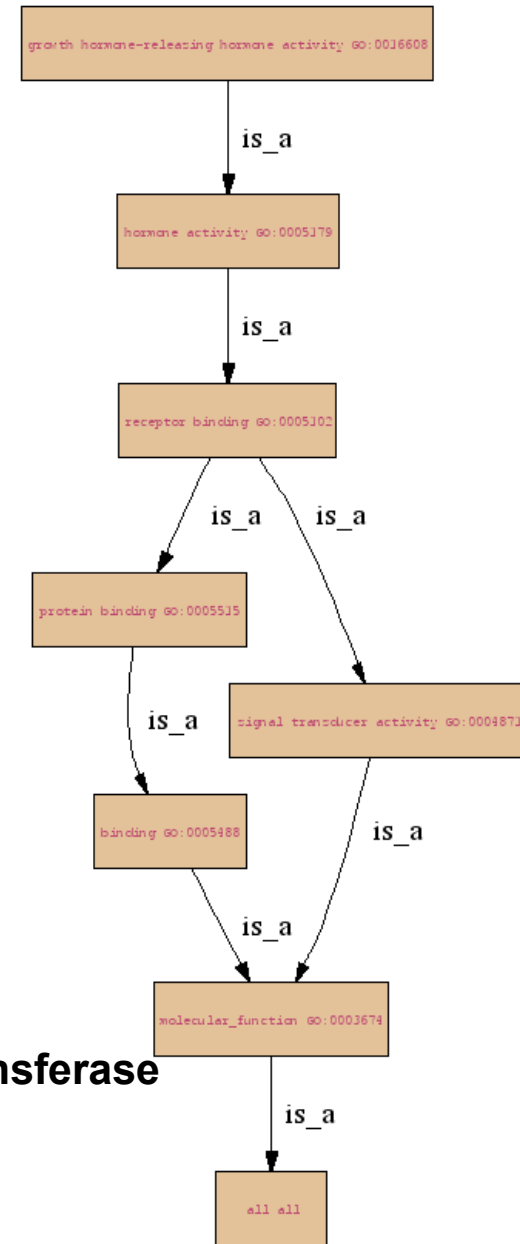 growth hormone-releasing hormone activity GO:0016608
is_a
hormone activity GO:0005179
is_a
receptor binding GO:0005102
is_a is_a
protein binding GO:0005515
signal transducer activity GO:0004871
is_a
binding GO:0005488
is_a
is_a
molecular_function GO:0003674
nsferase
is_a
all all